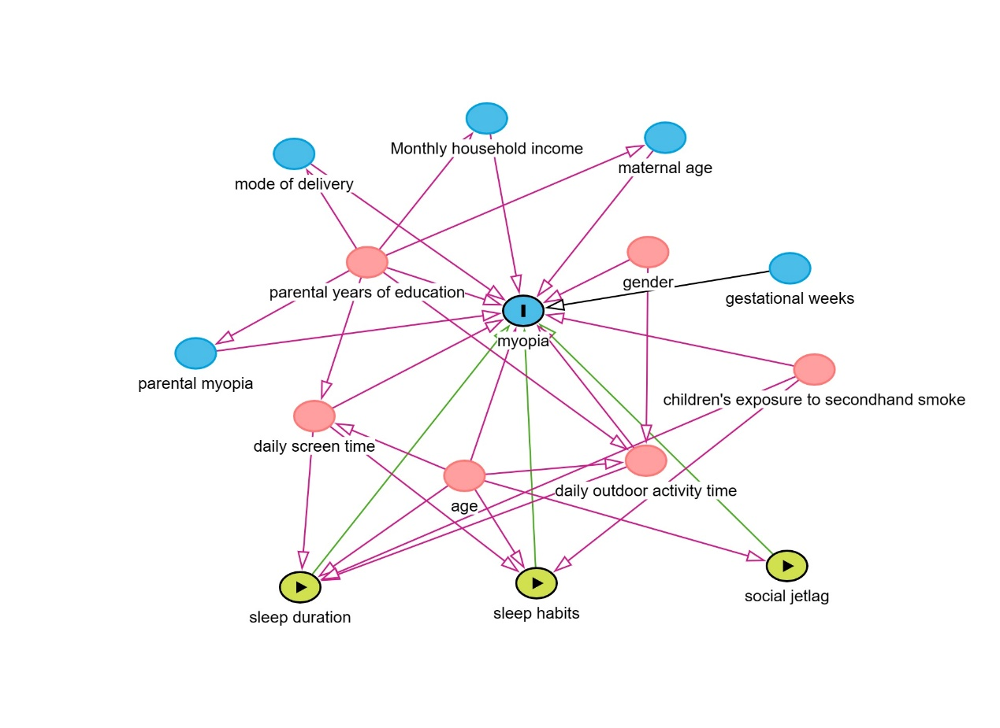 Monthly household income
maternal age
mode of delivery
gender
parental years of education
gestational weeks
myopia
parental myopia
children's exposure to secondhand smoke
daily screen time
daily outdoor activity time
age
social jetlag
sleep habits
sleep duration